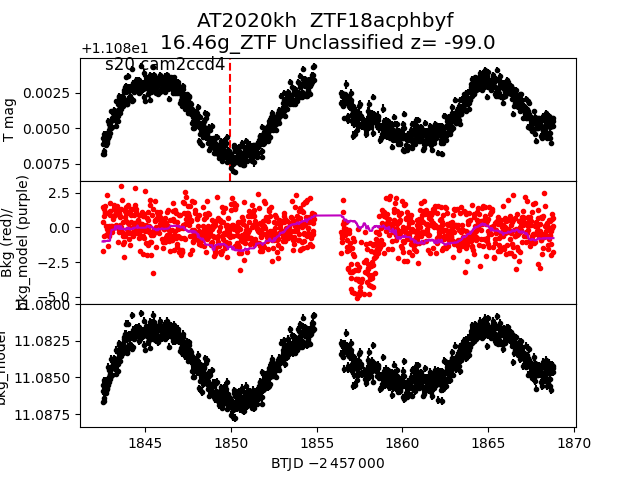 AT2020kh  ZTF18acphbyf
16.46g_ZTF Unclassified z= -99.0
+1.108e1
s20 cam2ccd4
0.0025
0.0050
0.0075
T mag
2.5
0.0
−2.5
−5.0
Bkg (red)/
bkg_model (purple)
11.0800
11.0825
11.0850
11.0875
bkg_model
1845
1850
1855
1860
1865
1870
BTJD −2 457 000